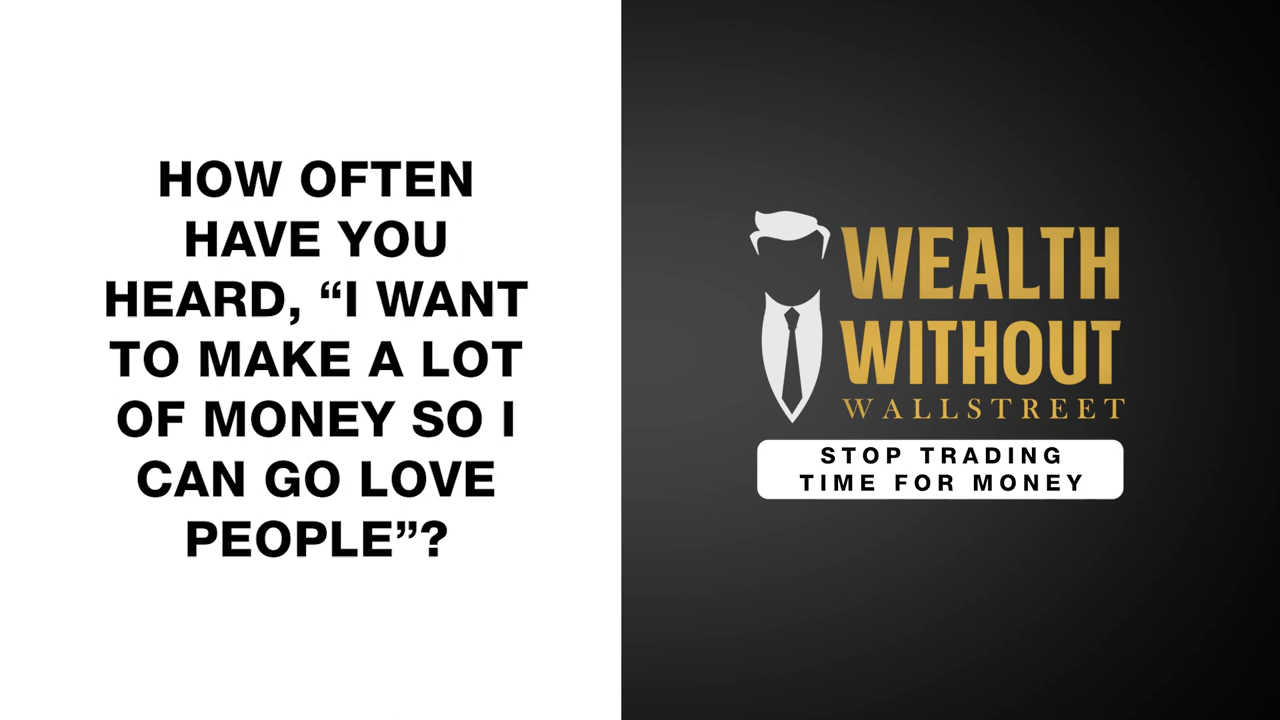 HOW OFTEN
HAVE YOU
HEARD, “I WANT
TO MAKE A LOT
OF MONEY SO I
CAN GO LOVE
PEOPLE”?
WEALTH
WITHOUT
WALLSTREET
STOP TRADING
TIME FOR MONEY